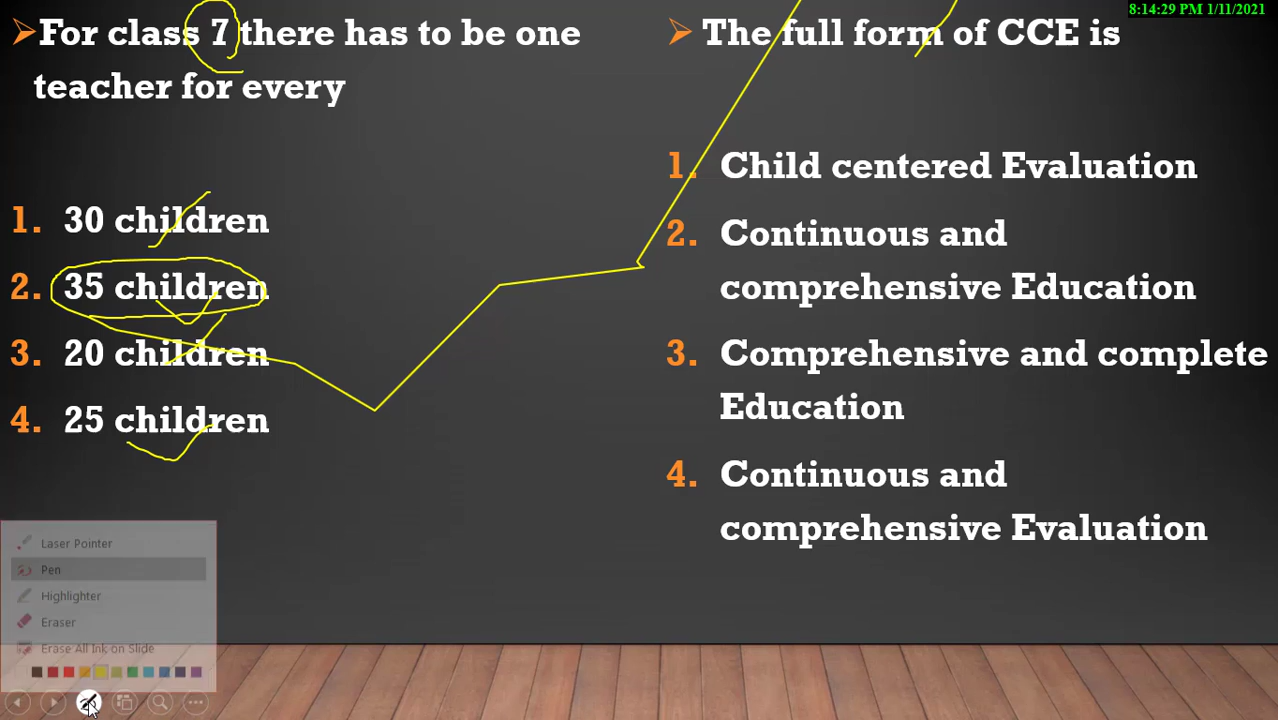 8:14:29 PM 1/11/2021
➢For class 7 there has to be one
teacher for every
1. 30 children
2. 35 children
3. 20 children
4. 25 children
➢ The full form of CCE is
1. Child centered Evaluation
2. Continuous and
comprehensive Education
3. Comprehensive and complete
Education
4. Continuous and
comprehensive Evaluation
Laser Pointer
Pen
Highlighter
Eraser
Erase All Ink on Slide